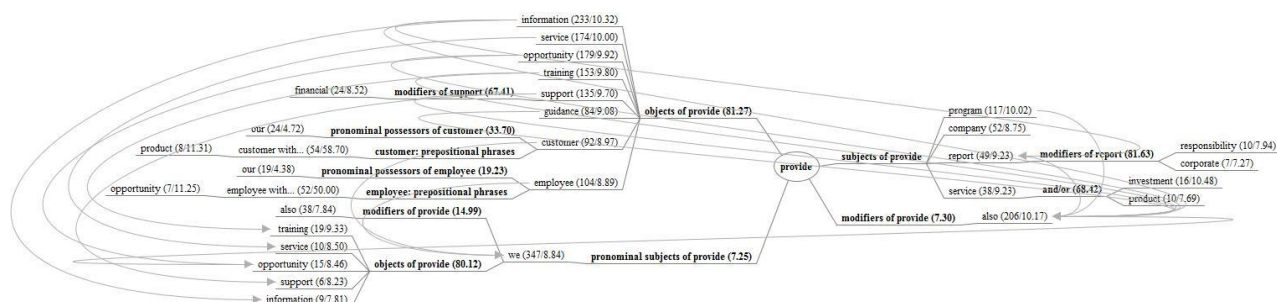 information (233/10.32)
service (174/10.00)
opportunity (179/9.92)
training (153/9.80)
financial (24/8.52) modifiers of support (67.41) support (135/9.70)
guidance (84/9.08) objects of provide (81.27)
our (24/4.72) pronominal possessors of customer (33.70)
product (8/11.31) customer with... (54/58.70) customer: prepositional phrases customer (92/8.97)
our (19/4.38) pronominal possessors of employee (19.23)
opportunity (7/11.25) employee with... (52/50.00) employee: prepositional phrases employee (104/8.89)
also (38/7.84) modifiers of provide (14.99)
training (19/9.33)
service (10/8.50)
opportunity (15/8.46) objects of provide (80.12) we (347/8.84) pronominal subjects of provide (7.25)
support (6/8.23)
information (9/7.81)
provide
program (117/10.02)
company (52/8.75)
subjects of provide report (49/9.23) modifiers of report (81.63) responsibility (10/7.94)
corporate (7/7.27)
service (38/9.23) and/or (68.42) investment (16/10.48)
product (10/7.69)
modifiers of provide (7.30) also (206/10.17)